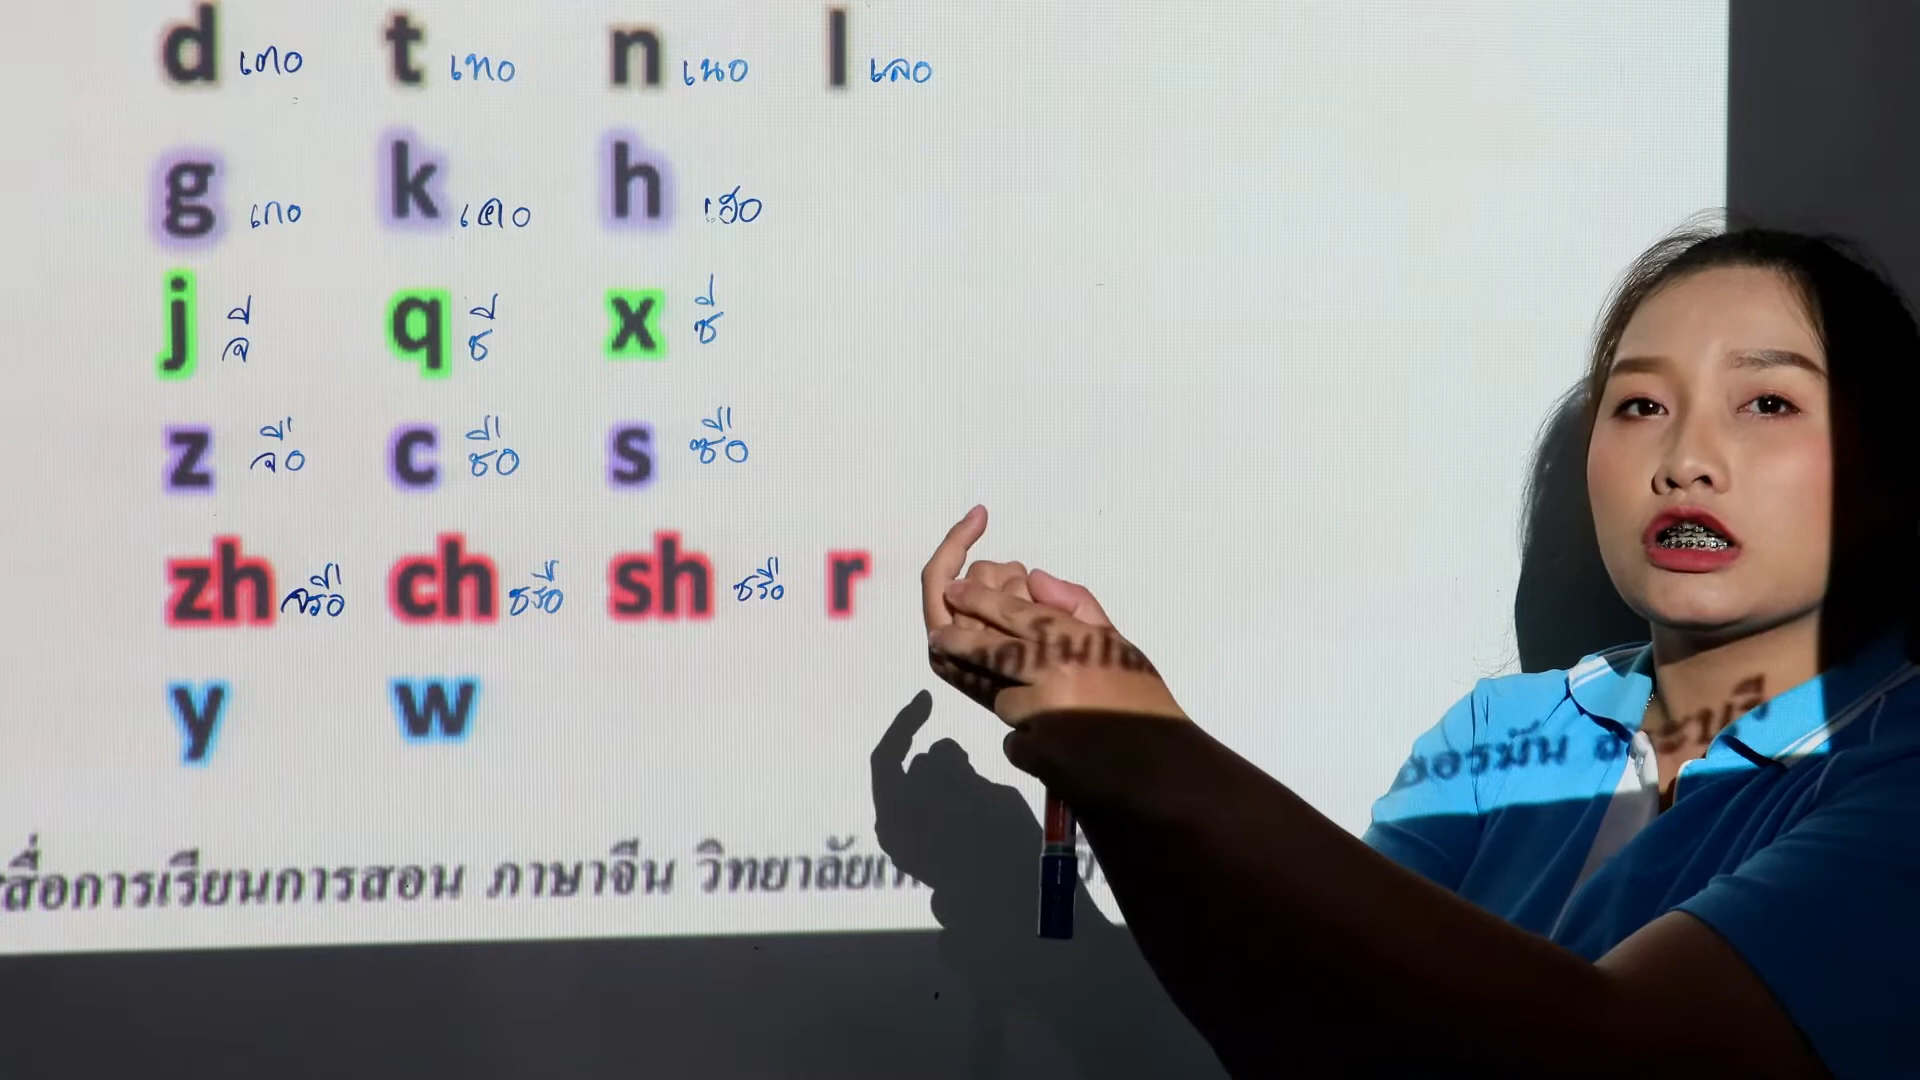 d เตอ t เทอ n เนอ l เลอ
g เกอ k เคอ h เฮอ
j จี q ชี x ซี
z จือ c ชือ s ซือ
zh จรือ ch ชรือ sh ซรือ r
y w
สื่อการเรียนการสอน ภาษาจีน วิทยาลัย